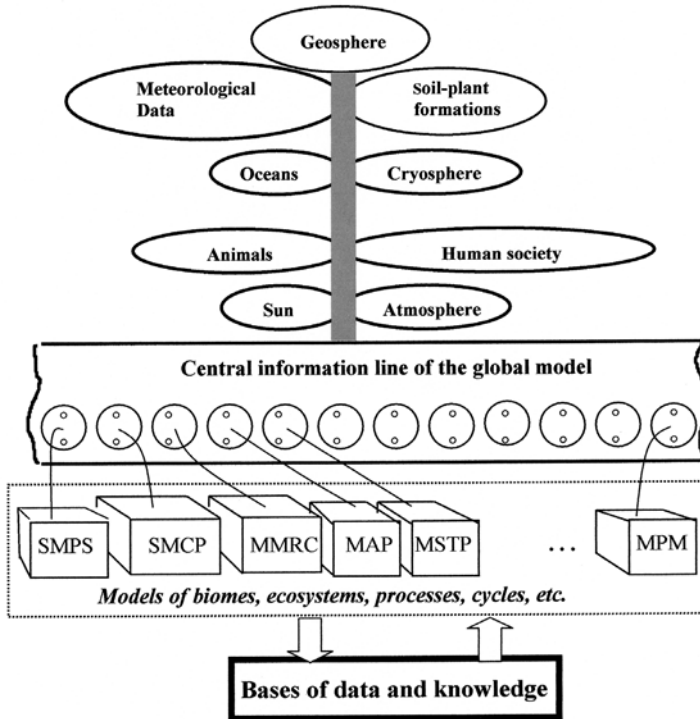 Geosphere
Meteorological
Data
Soil-plant
formations
Oceans
Cryosphere
Animals
Human society
Sun
Atmosphere
Central information line of the global model
SMPS
SMCP
MMRC
MAP
MSTP
...
MPM
Models of biomes, ecosystems, processes, cycles, etc.
Bases of data and knowledge